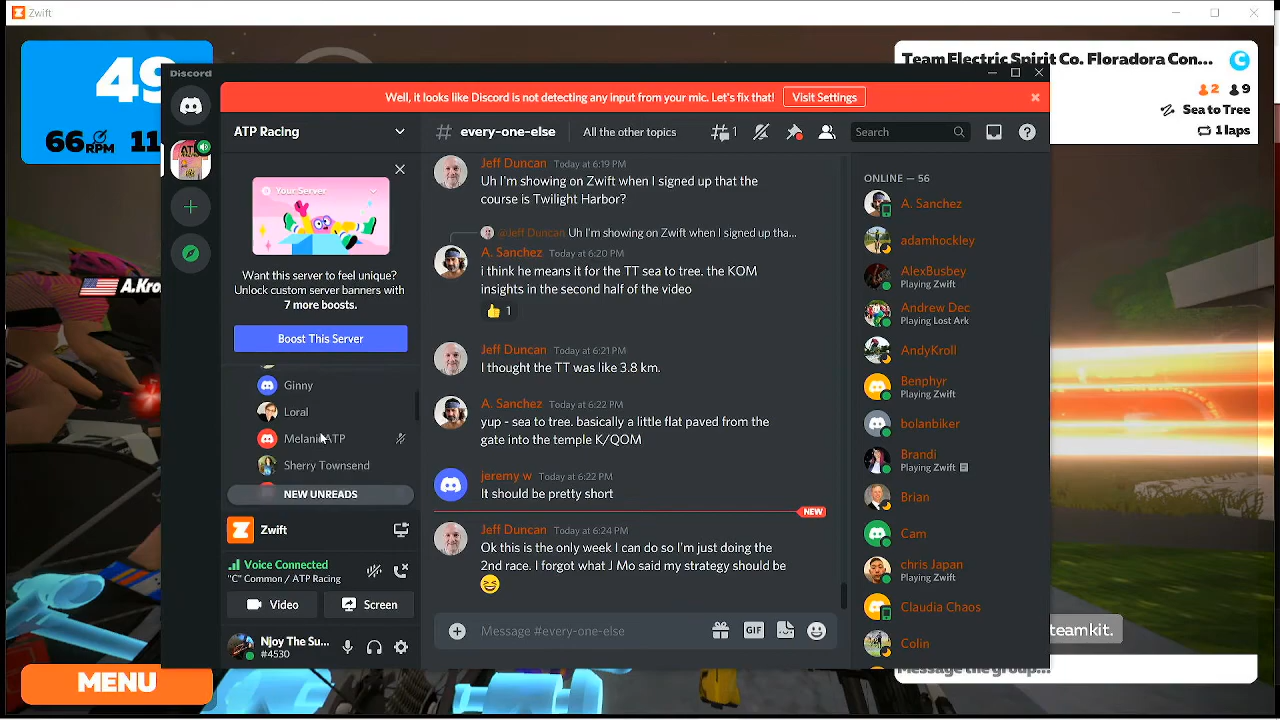 Zwift
49
66 RPM 11
Team Electric Spirit Co. Floradora Con...
2 9
Sea to Tree
1 laps
A.Kro
Discord
Well, it looks like Discord is not detecting any input from your mic. Let's fix that!
Visit Settings
ATP Racing
Your Server
Want this server to feel unique?
Unlock custom server banners with
7 more boosts.
Boost This Server
Ginny
Loral
MelanieATP
Sherry Townsend
NEW UNREADS
Zwift
Voice Connected
"C" Common / ATP Racing
Video
Screen
Njoy The Su...
#4530
# every-one-else
All the other topics
1
Search
Jeff Duncan Today at 6:19 PM
Uh I'm showing on Zwift when I signed up that the
course is Twilight Harbor?
@Jeff Duncan Uh I'm showing on Zwift when I signed up tha...
A. Sanchez Today at 6:20 PM
i think he means it for the TT sea to tree. the KOM
insights in the second half of the video
👍 1
Jeff Duncan Today at 6:21 PM
I thought the TT was like 3.8 km.
A. Sanchez Today at 6:22 PM
yup - sea to tree. basically a little flat paved from the
gate into the temple K/QOM
jeremy w Today at 6:22 PM
It should be pretty short
NEW
Jeff Duncan Today at 6:24 PM
Ok this is the only week I can do so I'm just doing the
2nd race. I forgot what J Mo said my strategy should be
😆
Message #every-one-else
GIF
ONLINE — 56
A. Sanchez
adamhockley
AlexBusbey
Playing Zwift
Andrew Dec
Playing Lost Ark
AndyKroll
Benphyr
Playing Zwift
bolanbiker
Brandi
Playing Zwift
Brian
Cam
chris Japan
Playing Zwift
Claudia Chaos
Colin
teamkit.
Message the group...
MENU